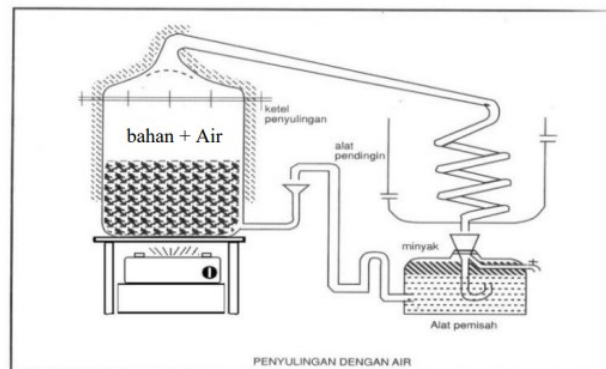 ketel
penyulingan
bahan + Air
alat
pendingin
minyak
Alat pemisah
PENYULINGAN DENGAN AIR